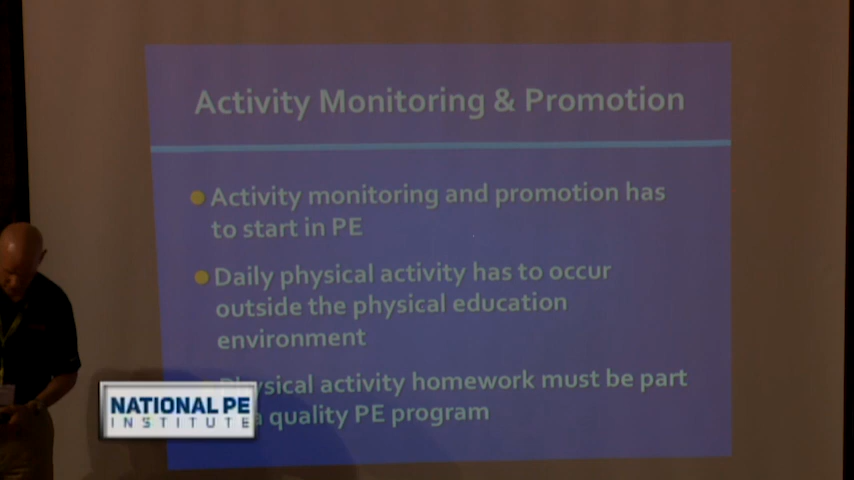 Activity Monitoring & Promotion
Activity monitoring and promotion has
to start in PE
Daily physical activity has to occur
outside the physical education
environment
Physical activity homework must be part
a quality PE program
NATIONAL PE
INSTITUTE